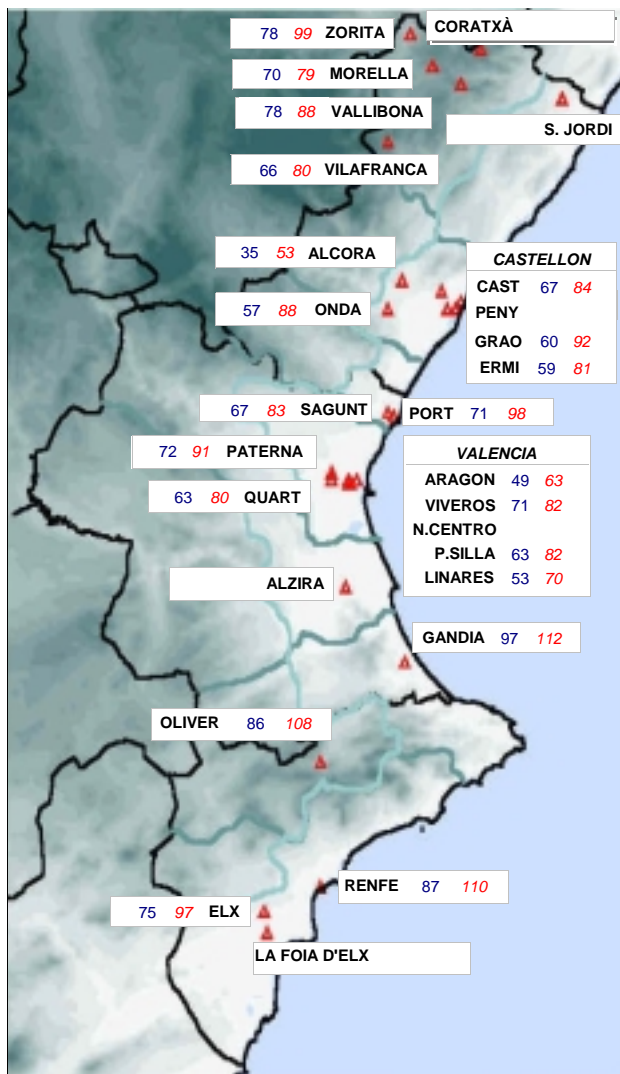 78 99 ZORITA
CORATXÀ
70 79 MORELLA
78 88 VALLIBONA
S. JORDI
66 80 VILAFRANCA
35 53 ALCORA
57 88 ONDA
CASTELLON
CAST 67 84
PENY
GRAO 60 92
ERMI 59 81
67 83 SAGUNT
PORT 71 98
72 91 PATERNA
63 80 QUART
VALENCIA
ARAGON 49 63
VIVEROS 71 82
N.CENTRO
P.SILLA 63 82
LINARES 53 70
ALZIRA
GANDIA 97 112
OLIVER 86 108
RENFE 87 110
75 97 ELX
LA FOIA D'ELX